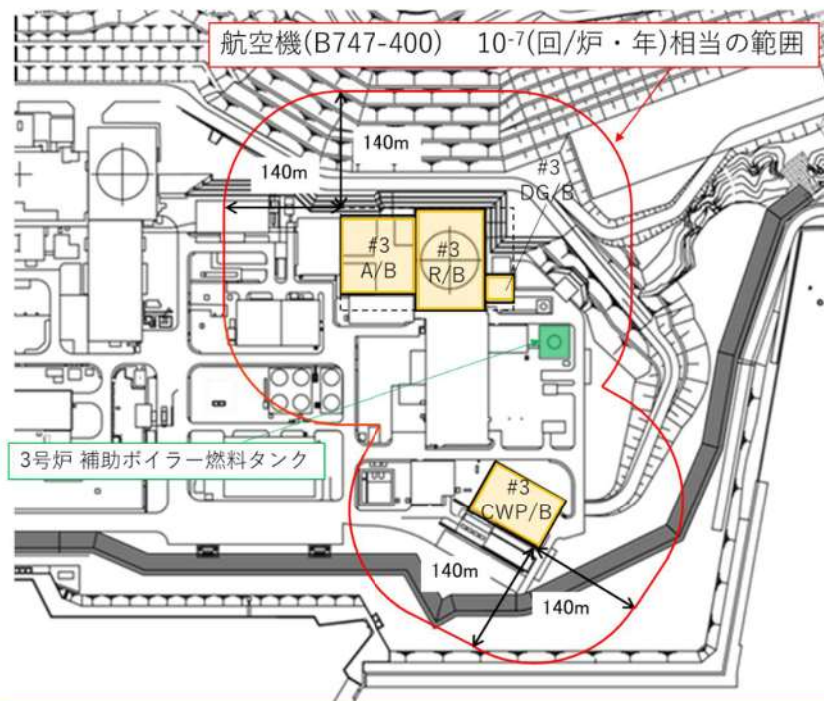 航空機(B747-400) 10⁻⁷(回/炉・年)相当の範囲
140m
140m
#3
DG/B
#3
A/B
#3
R/B
3号炉 補助ボイラー燃料タンク
#3
CWP/B
140m
140m